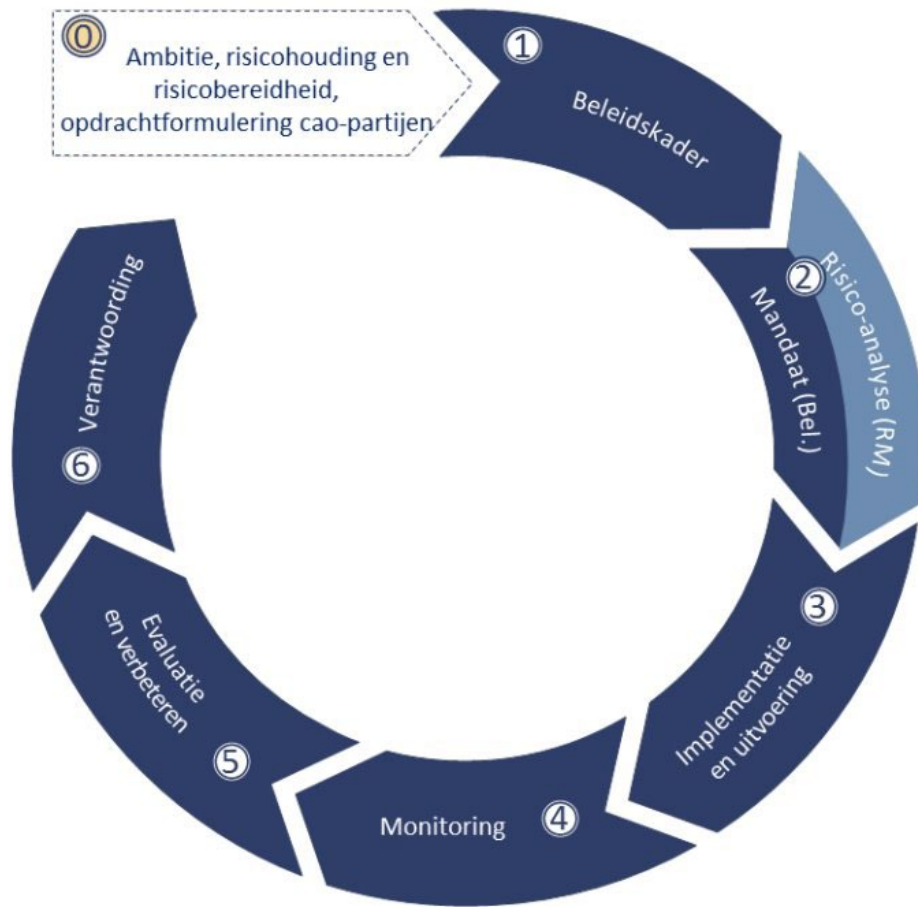 0
Ambitie, risicohouding en
risicobereidheid,
opdrachtformulering cao-partijen
1
Beleidskader
2
Risico-analyse (RM)
Mandaat (Bel.)
3
Implementatie
en uitvoering
Monitoring 4
Evaluatie
en verbeteren
5
Verantwoording
6